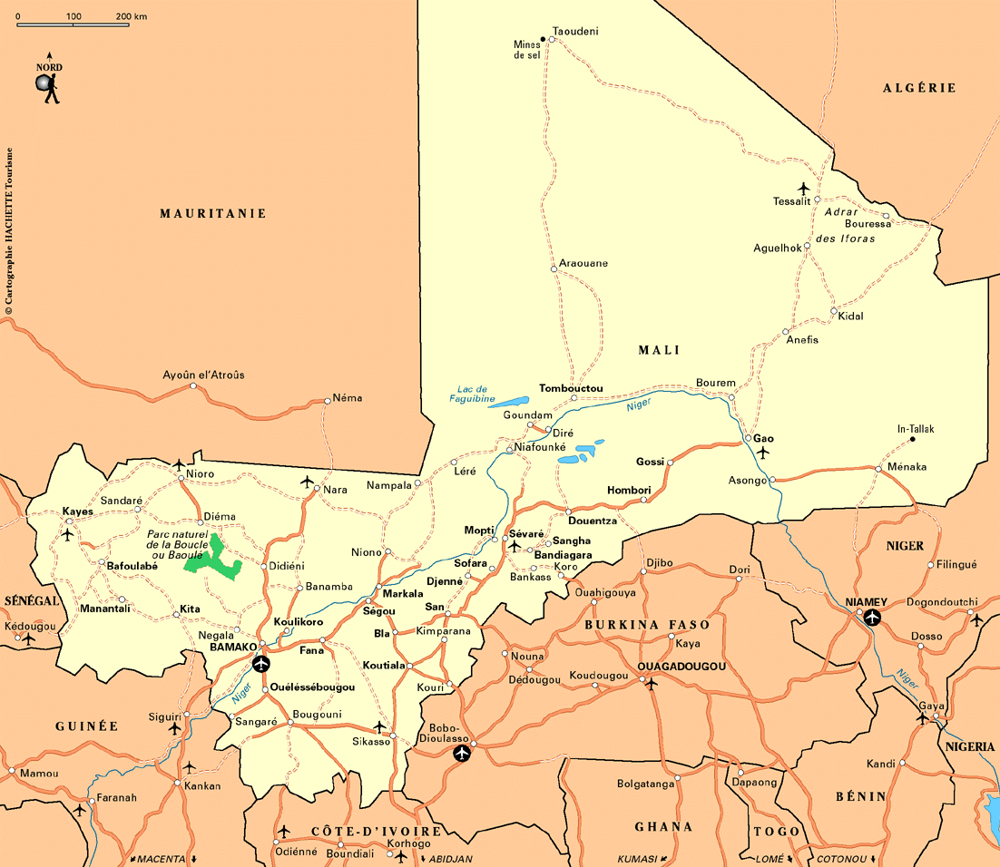 0 100 200 km
NORD
© Cartographie HACHETTE Tourisme
Taoudeni
Mines
de sel
ALGÉRIE
MAURITANIE
Tessalit
Adrar
Bouressa
des Iforas
Aguelhok
Araouane
Kidal
Anefis
MALI
Ayoûn el'Atroûs
Néma
Lac de
Faguibine
Tombouctou
Bourem
Niger
Goundam
Diré
Niafounké
Gao
In-Tallak
Gossi
Ménaka
Asongo
Léré
Nampala
Nioro
Nara
Hombori
Sandaré
Kayes
Diéma
Douentza
Parc naturel
de la Boucle
ou Baoulé
Mopti
Sévaré
Sangha
Bandiagara
Niono
Sofara
Koro
Bankass
Bafoulabé
Didiéni
Djenné
Djibo
Dori
NIGER
Filingué
Banamba
Markala
Ouahigouya
SÉNÉGAL
Manantali
Kita
Ségou
San
NIAMEY
Dogondoutchi
Kédougou
Koulikoro
Negala
BAMAKO
Bla
Kimparana
BURKINA FASO
Kaya
Dosso
Fana
Nouna
Koutiala
Dédougou
Koudougou
OUAGADOUGOU
Kouri
Niger
Ouéléssébougou
Niger
Siguiri
Sangaré
Bougouni
Gaya
GUINÉE
Sikasso
Bobo-
Dioulasso
NIGERIA
Kandi
Mamou
Kankan
Bolgatanga
Dapaong
Faranah
BÉNIN
GHANA
TOGO
CÔTE-D'IVOIRE
Odiénné
Boundiali
Korhogo
MACENTA
ABIDJAN
KUMASI
LOMÉ
COTONOU